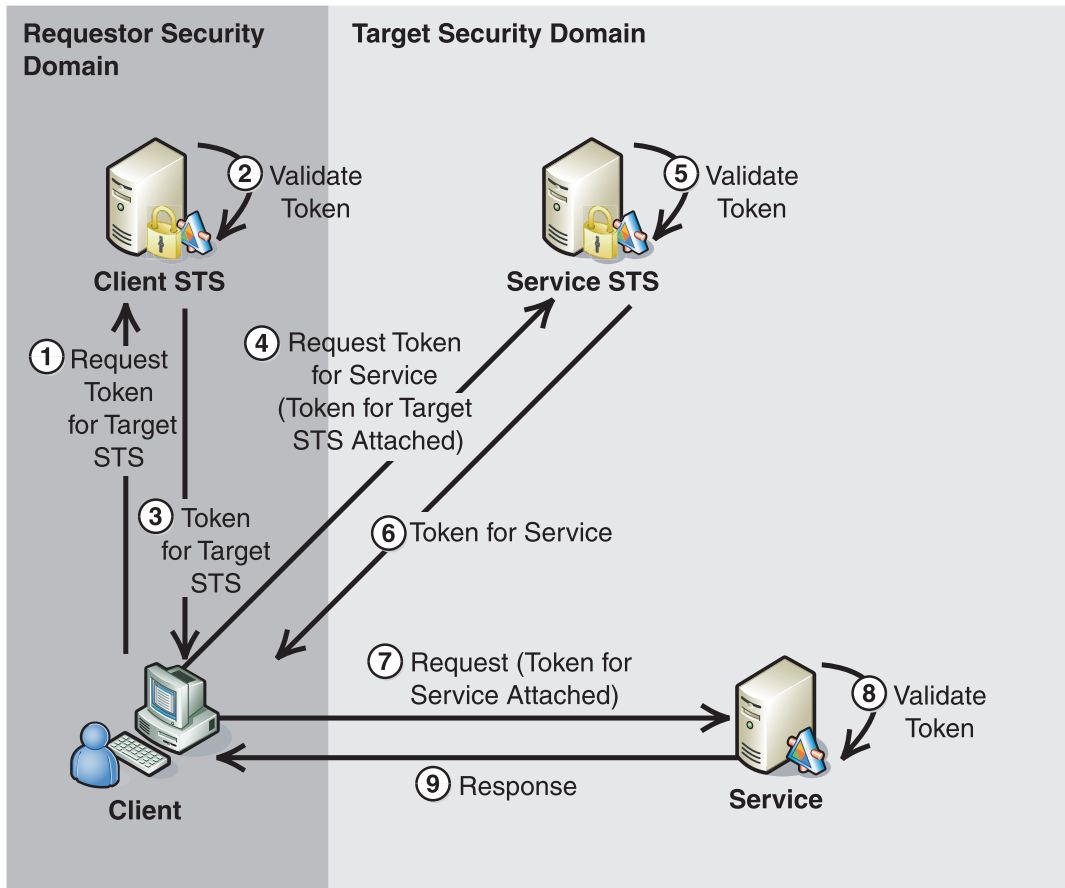 Requestor Security
Domain
Target Security Domain
2 Validate
Token
Client STS
5 Validate
Token
Service STS
1 Request
Token
for Target
STS
4 Request Token
for Service
(Token for Target
STS Attached)
3 Token
for Target
STS
6 Token for Service
7 Request (Token for
Service Attached)
8 Validate
Token
9 Response
Client
Service